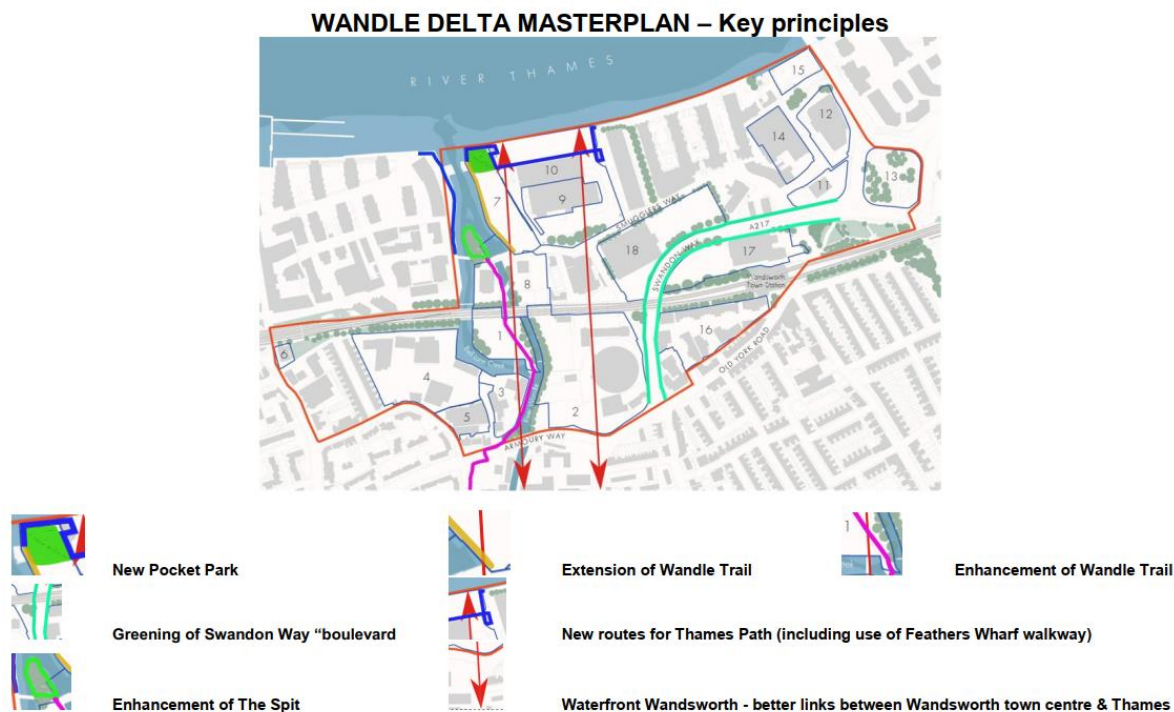 WANDLE DELTA MASTERPLAN – Key principles
RIVER THAMES
15
12
14
10
7
9
13
11
SMUGGLERS WAY
A217
18
SWANDON WAY
17
8
Wandsworth
Town Station
1
16
6
OLD YORK ROAD
4
3
2
5
ARMOURY WAY
1
New Pocket Park
Extension of Wandle Trail
Enhancement of Wandle Trail
Greening of Swandon Way “boulevard
New routes for Thames Path (including use of Feathers Wharf walkway)
Enhancement of The Spit
Waterfront Wandsworth - better links between Wandsworth town centre & Thames